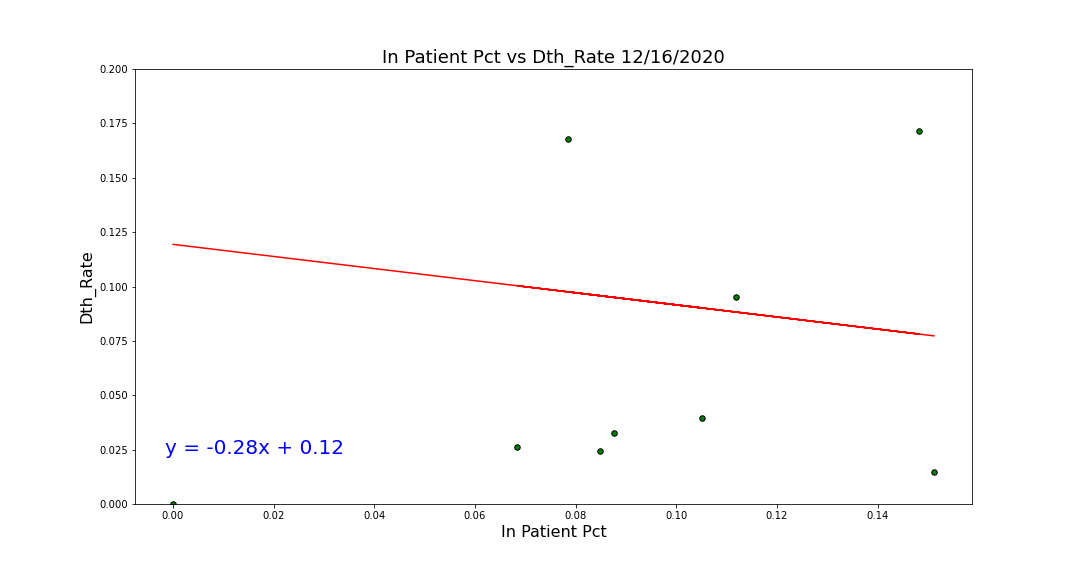 In Patient Pct vs Dth_Rate 12/16/2020
0.200
0.175
0.150
0.125
0.100
0.075
0.050
0.025
0.000
Dth_Rate
y = -0.28x + 0.12
0.00 0.02 0.04 0.06 0.08 0.10 0.12 0.14
In Patient Pct